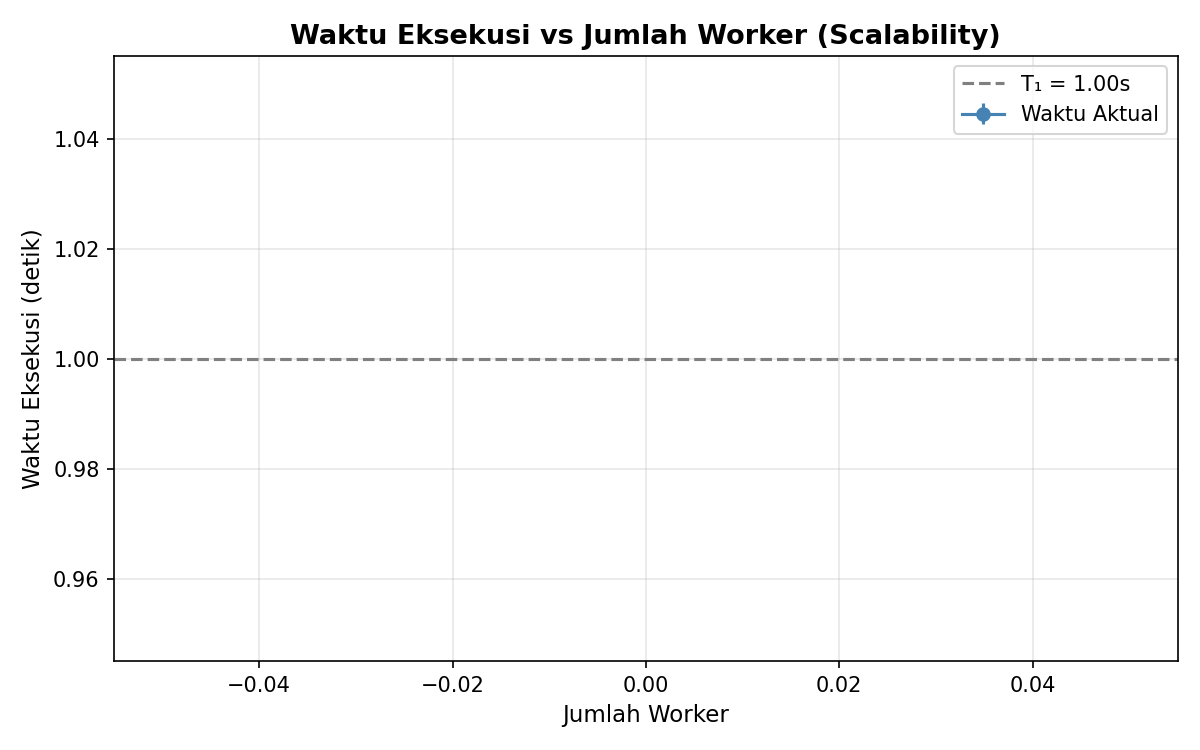 Waktu Eksekusi vs Jumlah Worker (Scalability)
T₁ = 1.00s
Waktu Aktual
Waktu Eksekusi (detik)
1.04
1.02
1.00
0.98
0.96
−0.04
−0.02
0.00
0.02
0.04
Jumlah Worker